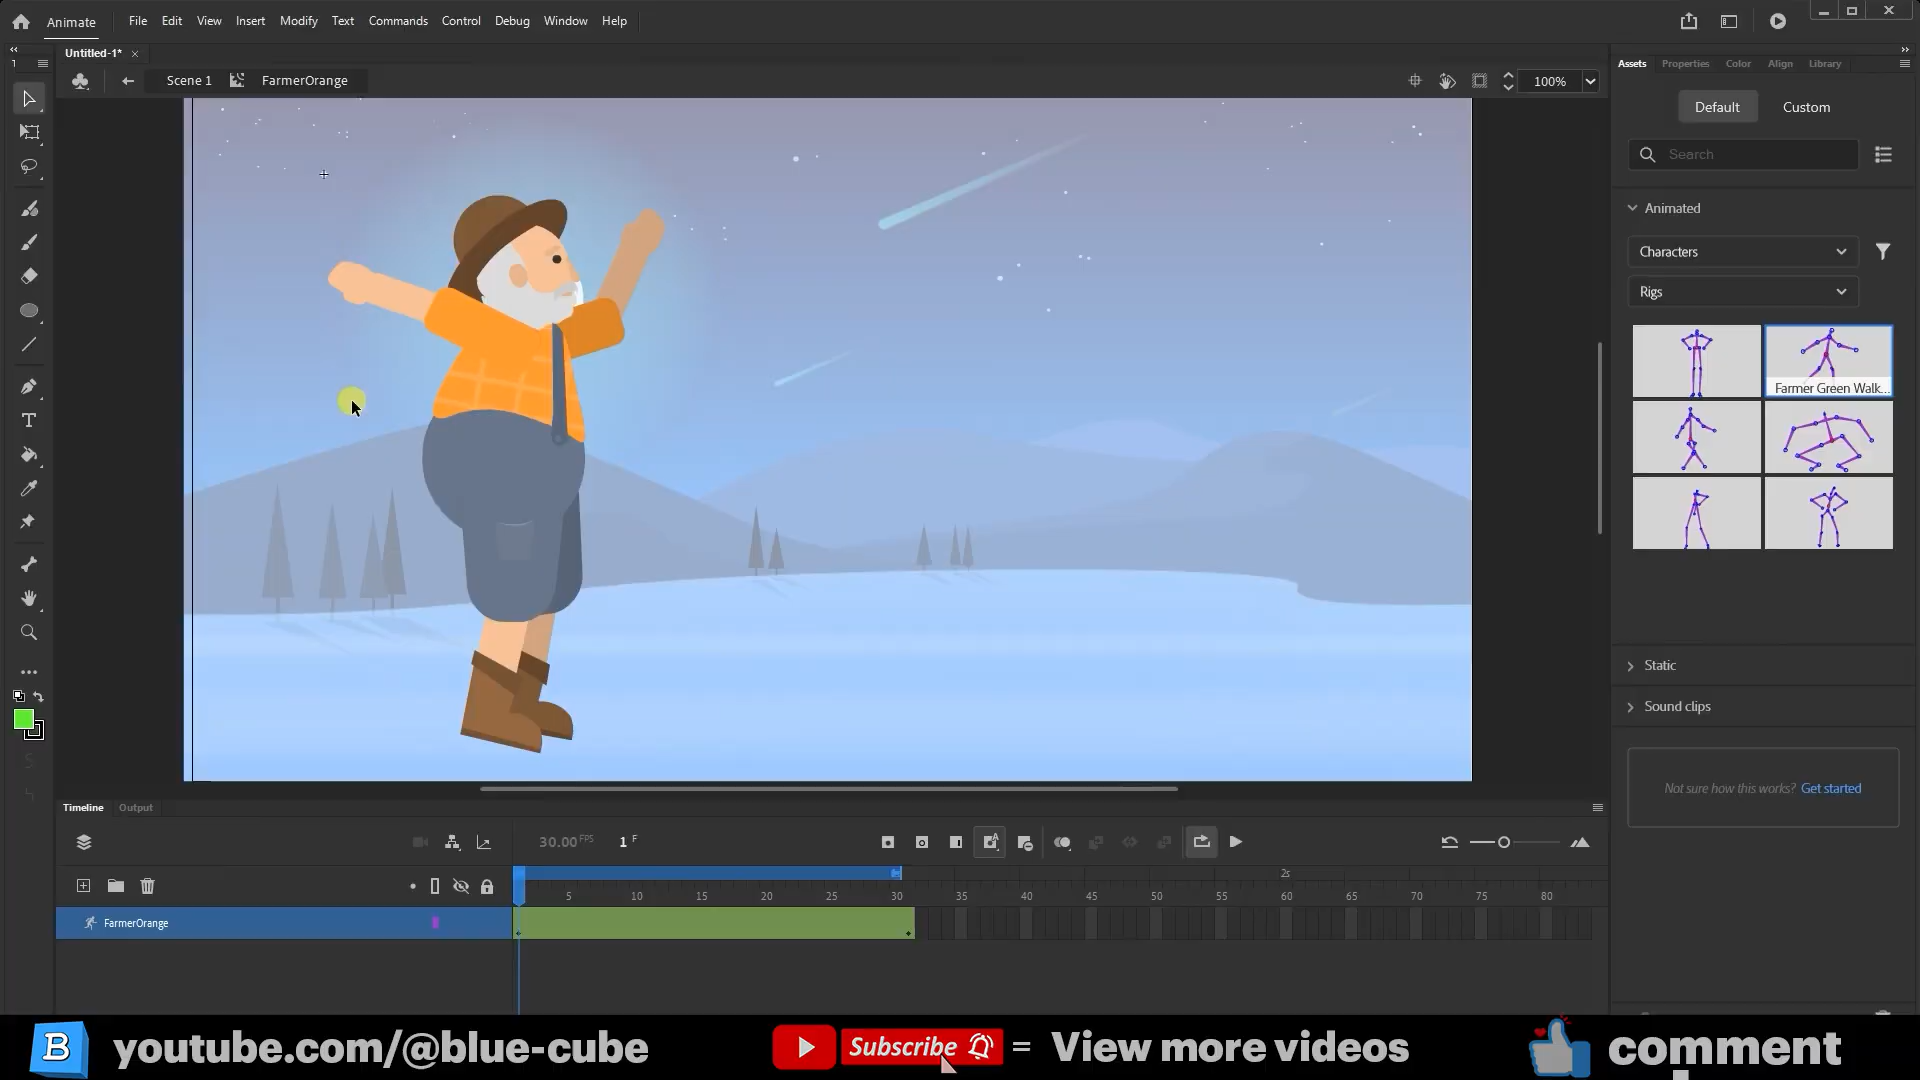 Animate File Edit View Insert Modify Text Commands Control Debug Window Help
Untitled-1*
Scene 1 FarmerOrange 100%
Assets Properties Color Align Library
Default Custom
Search
Animated
Characters
Rigs
Farmer Green Walk...
Static
Sound clips
Not sure how this works? Get started
Timeline Output
30.00 FPS 1 F
2s
5 10 15 20 25 30 35 40 45 50 55 60 65 70 75 80
FarmerOrange
B youtube.com/@blue-cube Subscribe = View more videos comment